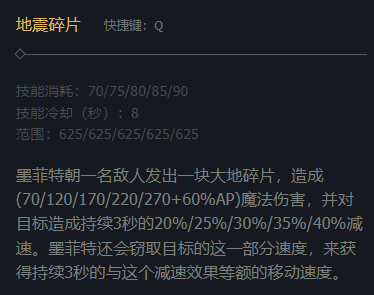 地震碎片 快捷键：Q
技能消耗：70/75/80/85/90
技能冷却（秒）：8
范围：625/625/625/625/625
墨菲特朝一名敌人发出一块大地碎片，造成
(70/120/170/220/270+60%AP)魔法伤害，并对
目标造成持续3秒的20%/25%/30%/35%/40%减
速。墨菲特还会窃取目标的这一部分速度，来获
得持续3秒的与这个减速效果等额的移动速度。